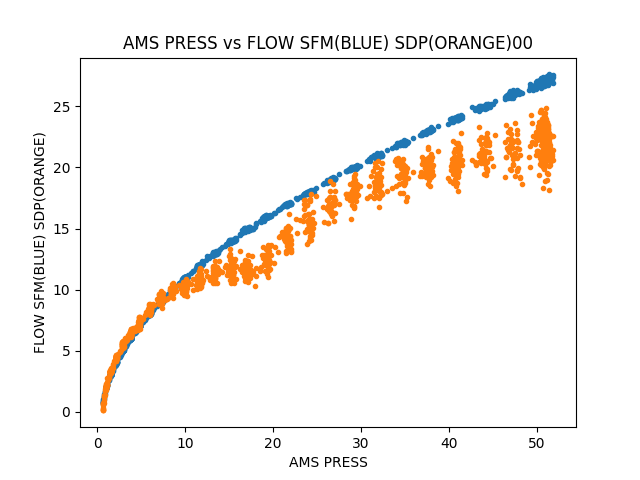 AMS PRESS vs FLOW SFM(BLUE) SDP(ORANGE)00
FLOW SFM(BLUE) SDP(ORANGE)
25
20
15
10
5
0
0 10 20 30 40 50
AMS PRESS